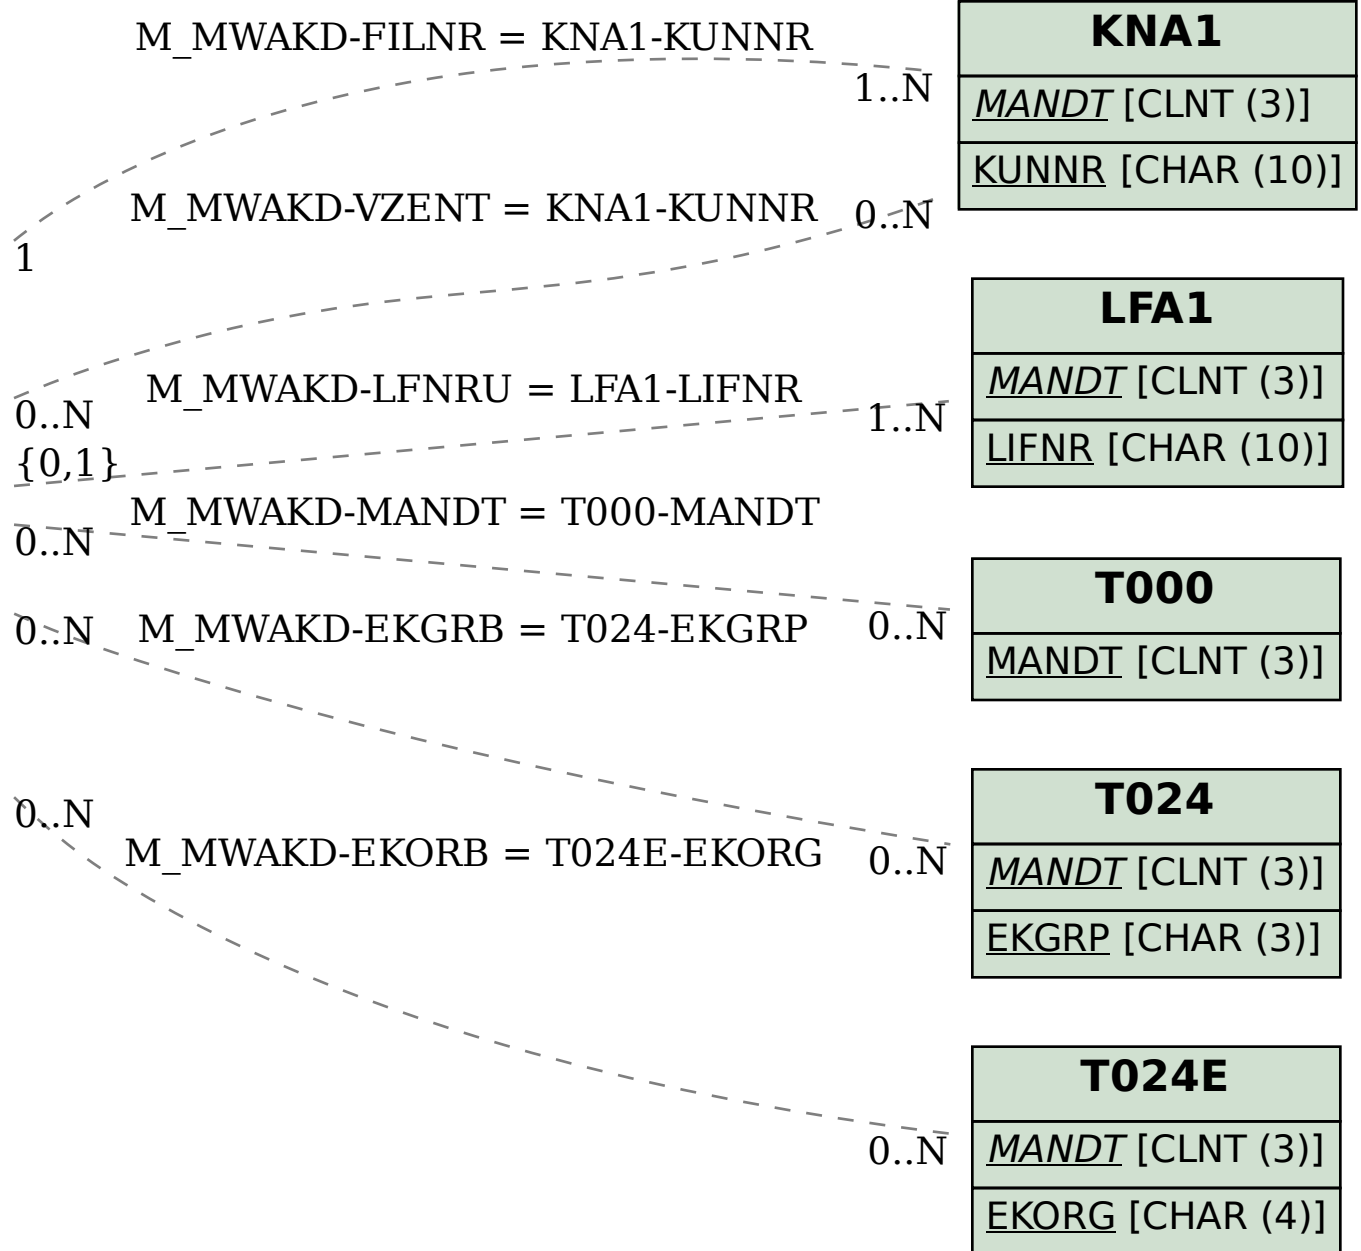 M_MWAKD-FILNR = KNA1-KUNNR
1..N
1
M_MWAKD-VZENT = KNA1-KUNNR
0..N
0..N
M_MWAKD-LFNRU = LFA1-LIFNR
1..N
{0,1}
M_MWAKD-MANDT = T000-MANDT
0..N
0..N
M_MWAKD-EKGRB = T024-EKGRP
0..N
0..N
M_MWAKD-EKORB = T024E-EKORG
0..N
0..N
KNA1
MANDT [CLNT (3)]
KUNNR [CHAR (10)]
LFA1
MANDT [CLNT (3)]
LIFNR [CHAR (10)]
T000
MANDT [CLNT (3)]
T024
MANDT [CLNT (3)]
EKGRP [CHAR (3)]
T024E
MANDT [CLNT (3)]
EKORG [CHAR (4)]